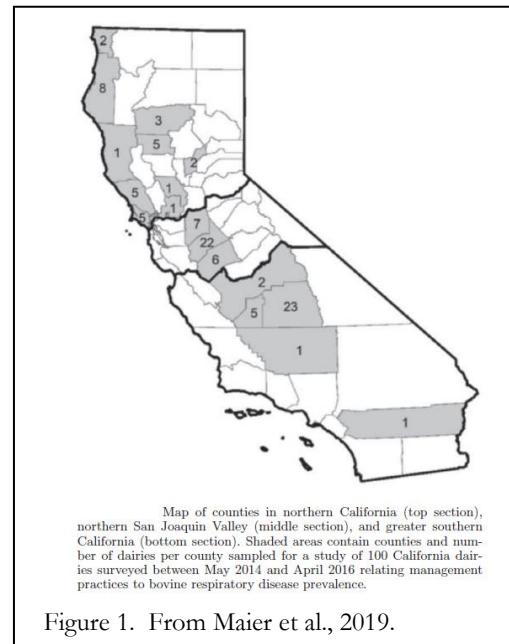 2
8
3
1
5
2
5
1
1
5
7
22
6
2
5
23
1
1
Map of counties in northern California (top section),
northern San Joaquin Valley (middle section), and greater southern
California (bottom section). Shaded areas contain counties and num-
ber of dairies per county sampled for a study of 100 California dair-
ies surveyed between May 2014 and April 2016 relating management
practices to bovine respiratory disease prevalence.
Figure 1. From Maier et al., 2019.